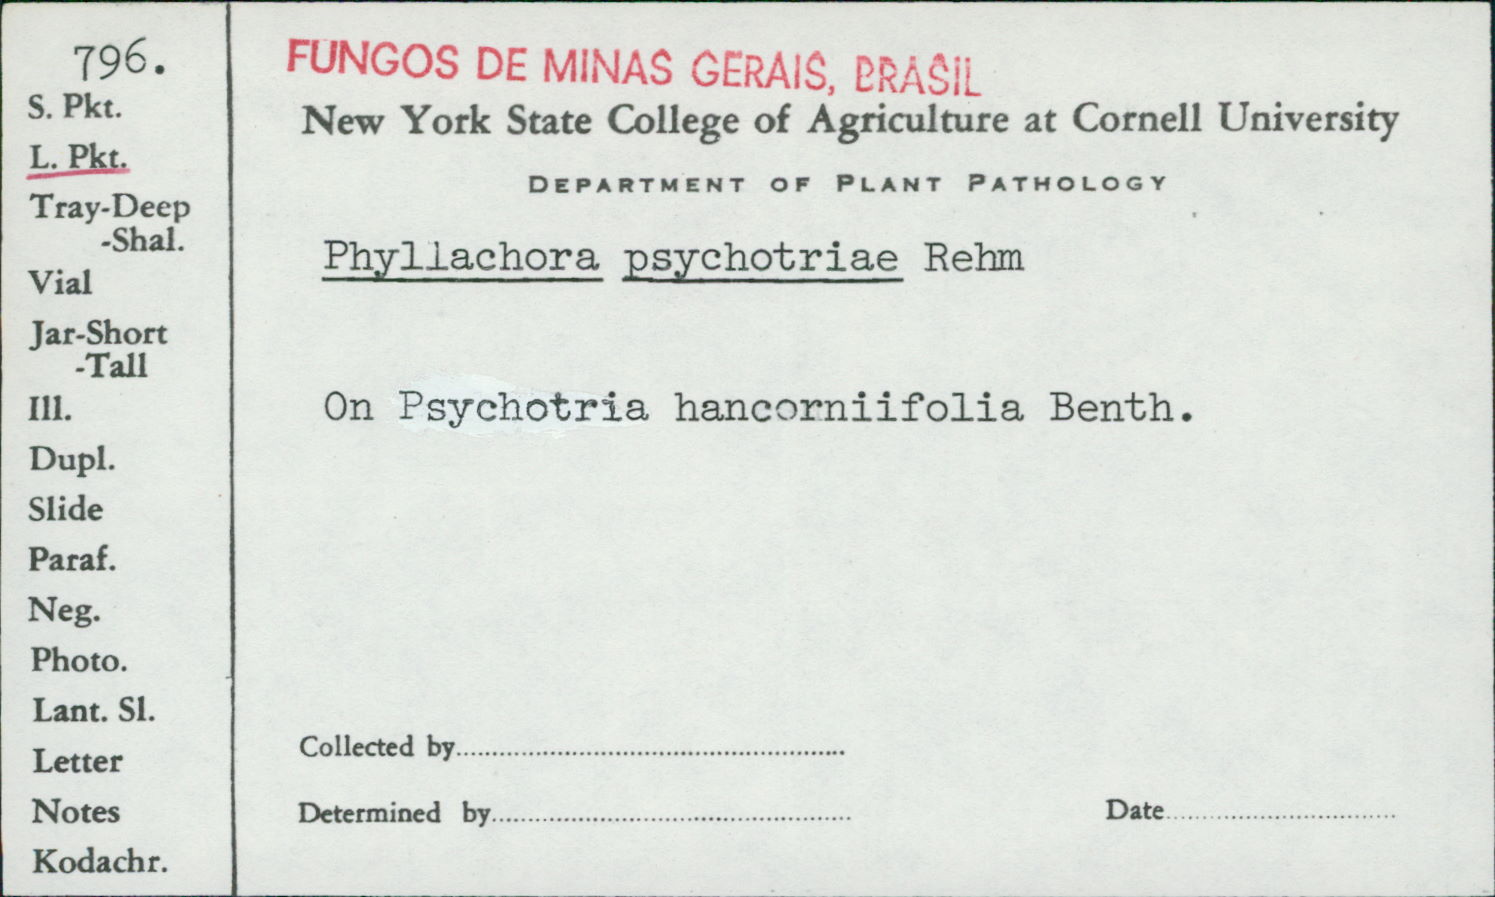 796.
S. Pkt.
L. Pkt.
Tray-Deep
-Shal.
Vial
Jar-Short
-Tall
Ill.
Dupl.
Slide
Paraf.
Neg.
Photo.
Lant. Sl.
Letter
Notes
Kodachr.
FUNGOS DE MINAS GERAIS, BRASIL
New York State College of Agriculture at Cornell University
DEPARTMENT OF PLANT PATHOLOGY
Phyllachora psychotriae Rehm
On Psychotria hancorniifolia Benth.
Collected by
Determined by
Date